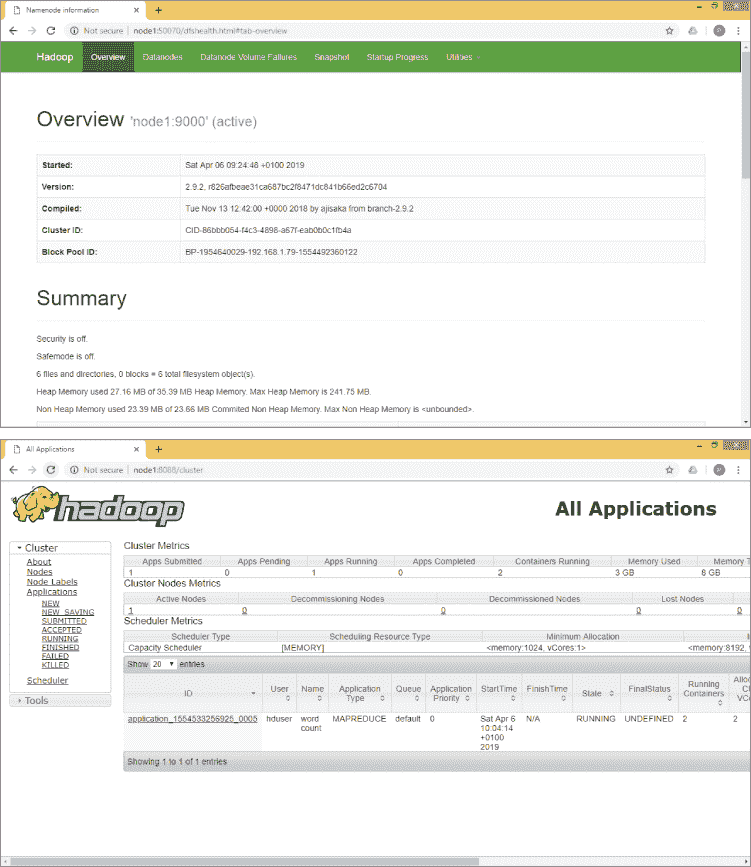 Namenode information
Not secure | node1:50070/dfshealth.html#tab-overview
Hadoop Overview Datanodes Datanode Volume Failures Snapshot Startup Progress Utilities
Overview 'node1:9000' (active)
Started: Sat Apr 06 09:24:48 +0100 2019
Version: 2.9.2, r826afbeae31ca687bc2f8471dc841b66ed2c6704
Compiled: Tue Nov 13 12:42:00 +0000 2018 by ajisaka from branch-2.9.2
Cluster ID: CID-86bbb054-f4c3-4898-a67f-eab0b0c1fb4a
Block Pool ID: BP-1954640029-192.168.1.79-1554492360122
Summary
Security is off.
Safemode is off.
6 files and directories, 0 blocks = 6 total filesystem object(s).
Heap Memory used 27.16 MB of 35.39 MB Heap Memory. Max Heap Memory is 241.75 MB.
Non Heap Memory used 23.39 MB of 23.66 MB Commited Non Heap Memory. Max Non Heap Memory is <unbounded>.
All Applications
Not secure | node1:8088/cluster
hadoop
All Applications
Cluster
About
Nodes
Node Labels
Applications
NEW
NEW_SAVING
SUBMITTED
ACCEPTED
RUNNING
FINISHED
FAILED
KILLED
Scheduler
Tools
Cluster Metrics
Apps Submitted Apps Pending Apps Running Apps Completed Containers Running Memory Used Memory T
1 0 1 0 2 3 GB 8 GB
Cluster Nodes Metrics
Active Nodes Decommissioning Nodes Decommissioned Nodes Lost Nodes
1 0 0 0 0
Scheduler Metrics
Scheduler Type Scheduling Resource Type Minimum Allocation
Capacity Scheduler [MEMORY] <memory:1024, vCores:1> <memory:8192,
Show 20 entries
ID User Name Application Type Queue Application Priority StartTime FinishTime State FinalStatus Running Containers
application_1554533256925_0005 hduser word count MAPREDUCE default 0 Sat Apr 6 10:04:14 +0100 2019 N/A RUNNING UNDEFINED 2 2
Showing 1 to 1 of 1 entries